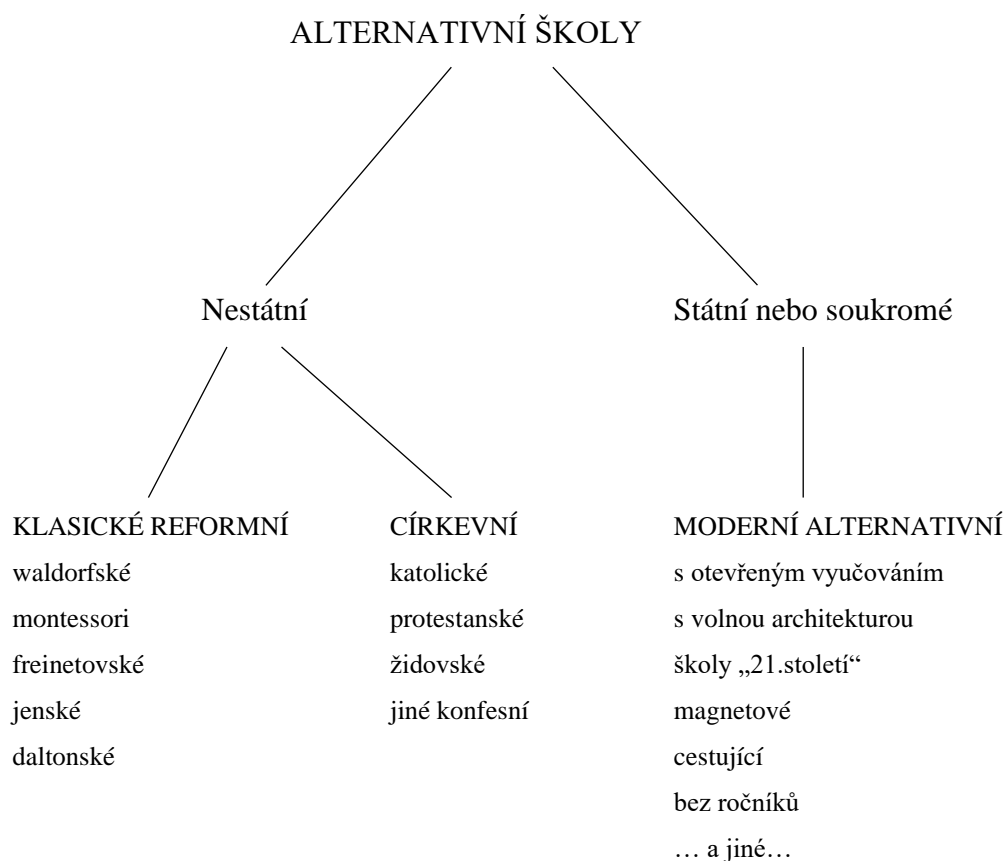 ALTERNATIVNÍ ŠKOLY
Nestátní
Státní nebo soukromé
KLASICKÉ REFORMNÍ
waldorfské
montessori
freinetovské
jenské
daltonské
CÍRKEVNÍ
katolické
protestanské
židovské
jiné konfesní
MODERNÍ ALTERNATIVNÍ
s otevřeným vyučováním
s volnou architekturou
školy „21.století“
magnetové
cestující
bez ročníků
… a jiné…